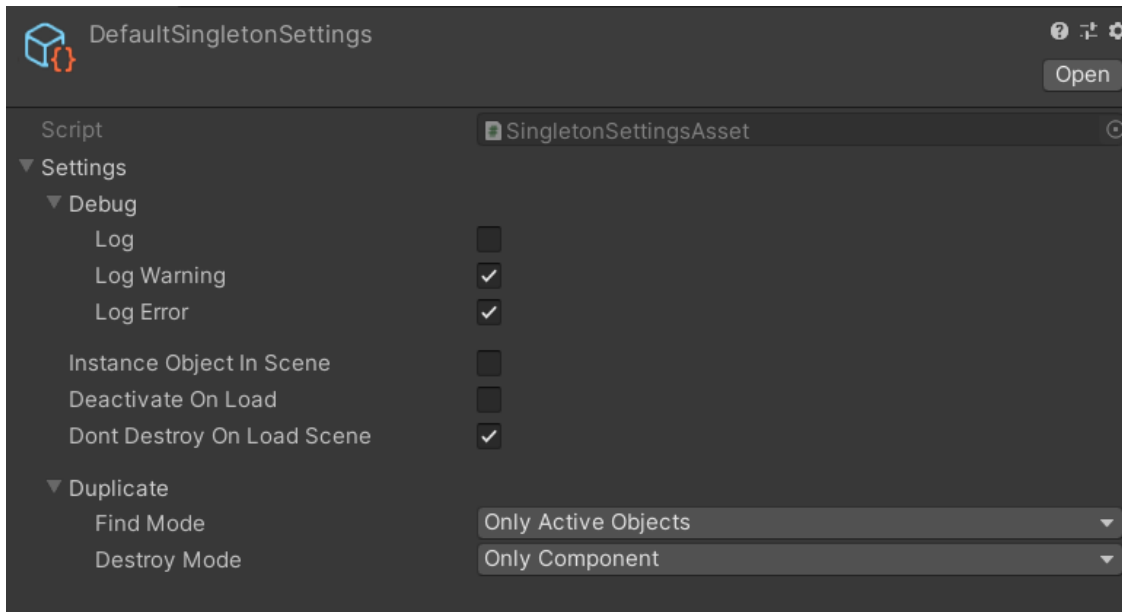 DefaultSingletonSettings
Open
Script SingletonSettingsAsset
Settings
Debug
Log
Log Warning
Log Error
Instance Object In Scene
Deactivate On Load
Dont Destroy On Load Scene
Duplicate
Find Mode Only Active Objects
Destroy Mode Only Component